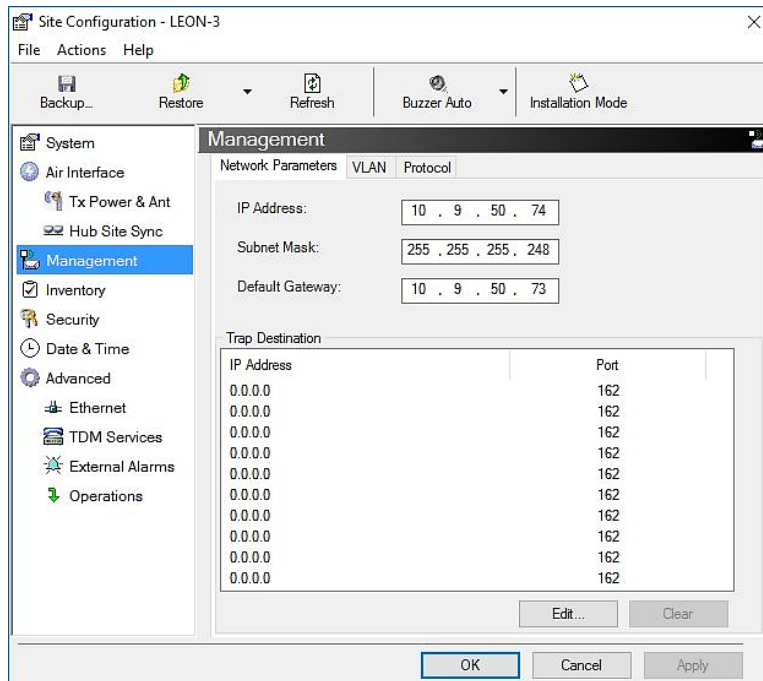 Site Configuration - LEON-3
File Actions Help
Backup... Restore Refresh Buzzer Auto Installation Mode
System
Air Interface
Tx Power & Ant
Hub Site Sync
Management
Inventory
Security
Date & Time
Advanced
Ethernet
TDM Services
External Alarms
Operations
Management
Network Parameters VLAN Protocol
IP Address: 10 . 9 . 50 . 74
Subnet Mask: 255 . 255 . 255 . 248
Default Gateway: 10 . 9 . 50 . 73
Trap Destination
IP Address Port
0.0.0.0 162
0.0.0.0 162
0.0.0.0 162
0.0.0.0 162
0.0.0.0 162
0.0.0.0 162
0.0.0.0 162
0.0.0.0 162
0.0.0.0 162
0.0.0.0 162
Edit... Clear
OK Cancel Apply